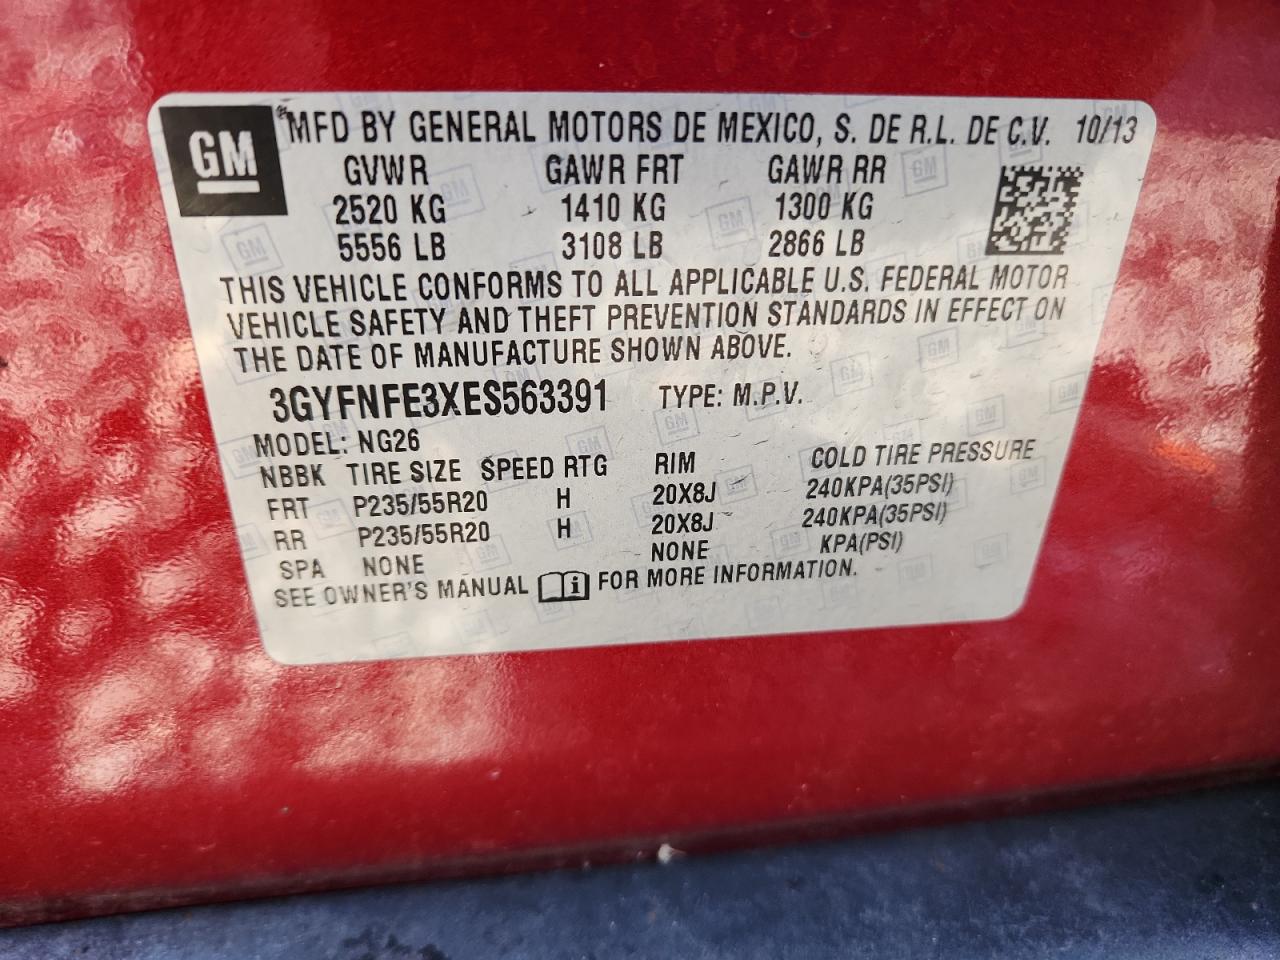 GM
MFD BY GENERAL MOTORS DE MEXICO, S. DE R.L. DE C.V. 10/13
GVWR GAWR FRT GAWR RR
2520 KG 1410 KG 1300 KG
5556 LB 3108 LB 2866 LB
THIS VEHICLE CONFORMS TO ALL APPLICABLE U.S. FEDERAL MOTOR
VEHICLE SAFETY AND THEFT PREVENTION STANDARDS IN EFFECT ON
THE DATE OF MANUFACTURE SHOWN ABOVE.
3GYFNFE3XES563391 TYPE: M.P.V.
MODEL: NG26
NBBK TIRE SIZE SPEED RTG RIM COLD TIRE PRESSURE
FRT P235/55R20 H 20X8J 240KPA(35PSI)
RR P235/55R20 H 20X8J 240KPA(35PSI)
SPA NONE NONE KPA(PSI)
SEE OWNER'S MANUAL FOR MORE INFORMATION.